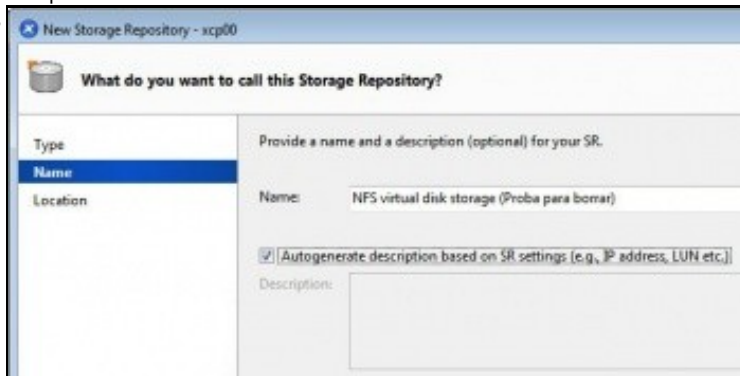 New Storage Repository - xcp00
What do you want to call this Storage Repository?
Type
Name
Location
Provide a name and a description (optional) for your SR.
Name: NFS virtual disk storage (Proba para borrar)
Autogenerate description based on SR settings (e.g., IP address, LUN etc.)
Description: